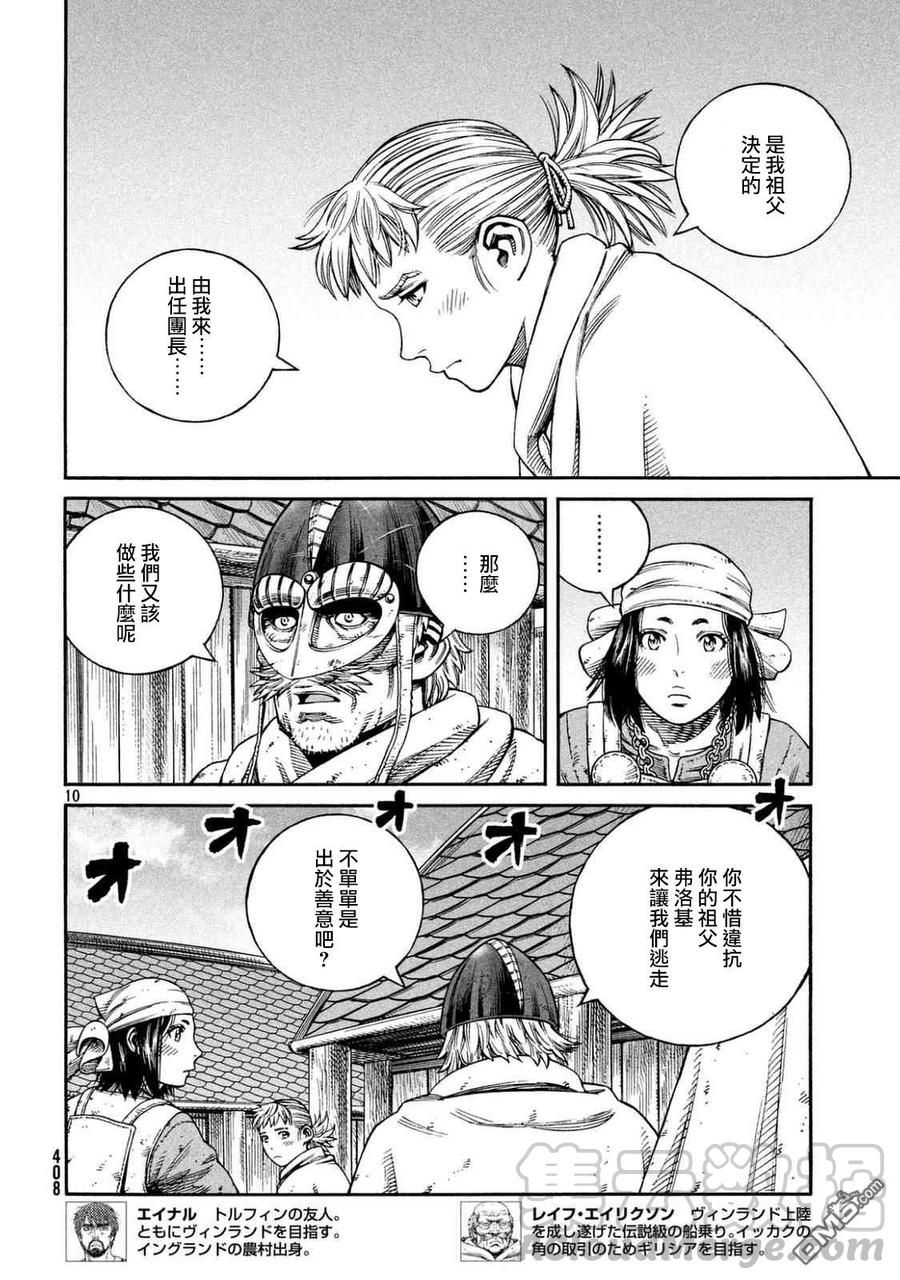 是我祖父
決定的
由我來……
出任團長
……
………
那麼
……
我們又該
做些什麼呢
10
你不惜違抗
你的祖父
弗洛基
來讓我們逃走
不單單是
出於善意吧？
オ
オ
オ
オ
408
エイナル　トルフィンの友人。
ともにヴィンランドを目指す。
イングランドの農村出身。
レイフ・エイリクソン　ヴィンランド上陸
を成し遂げた伝説級の船乗り。イッカクの
角の取引のためギリシアを目指す。